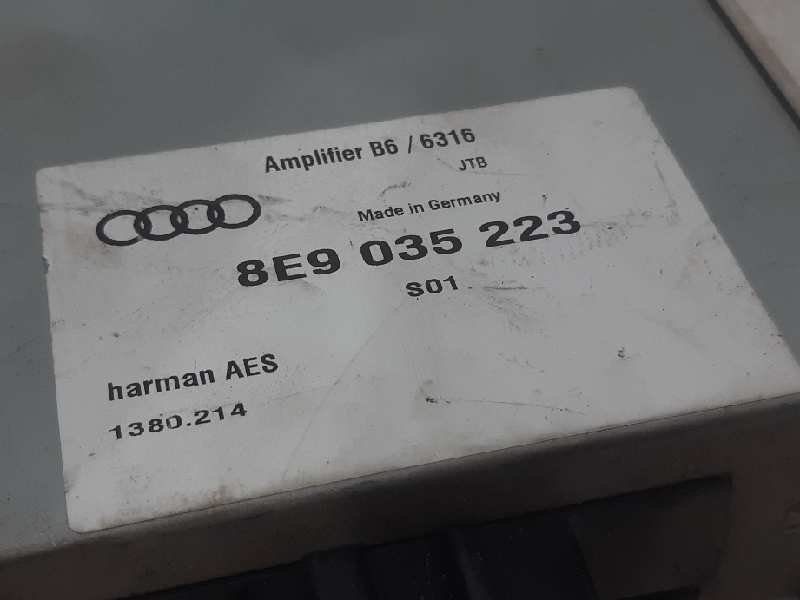 Amplifier B6 / 6316
JTB
Made in Germany
8E9 035 223
S01
harman AES
1380.214